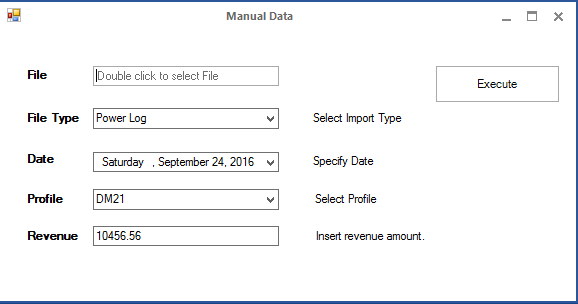 Manual Data
File Double click to select File Execute
File Type Power Log Select Import Type
Date Saturday , September 24, 2016 Specify Date
Profile DM21 Select Profile
Revenue 10456.56 Insert revenue amount.